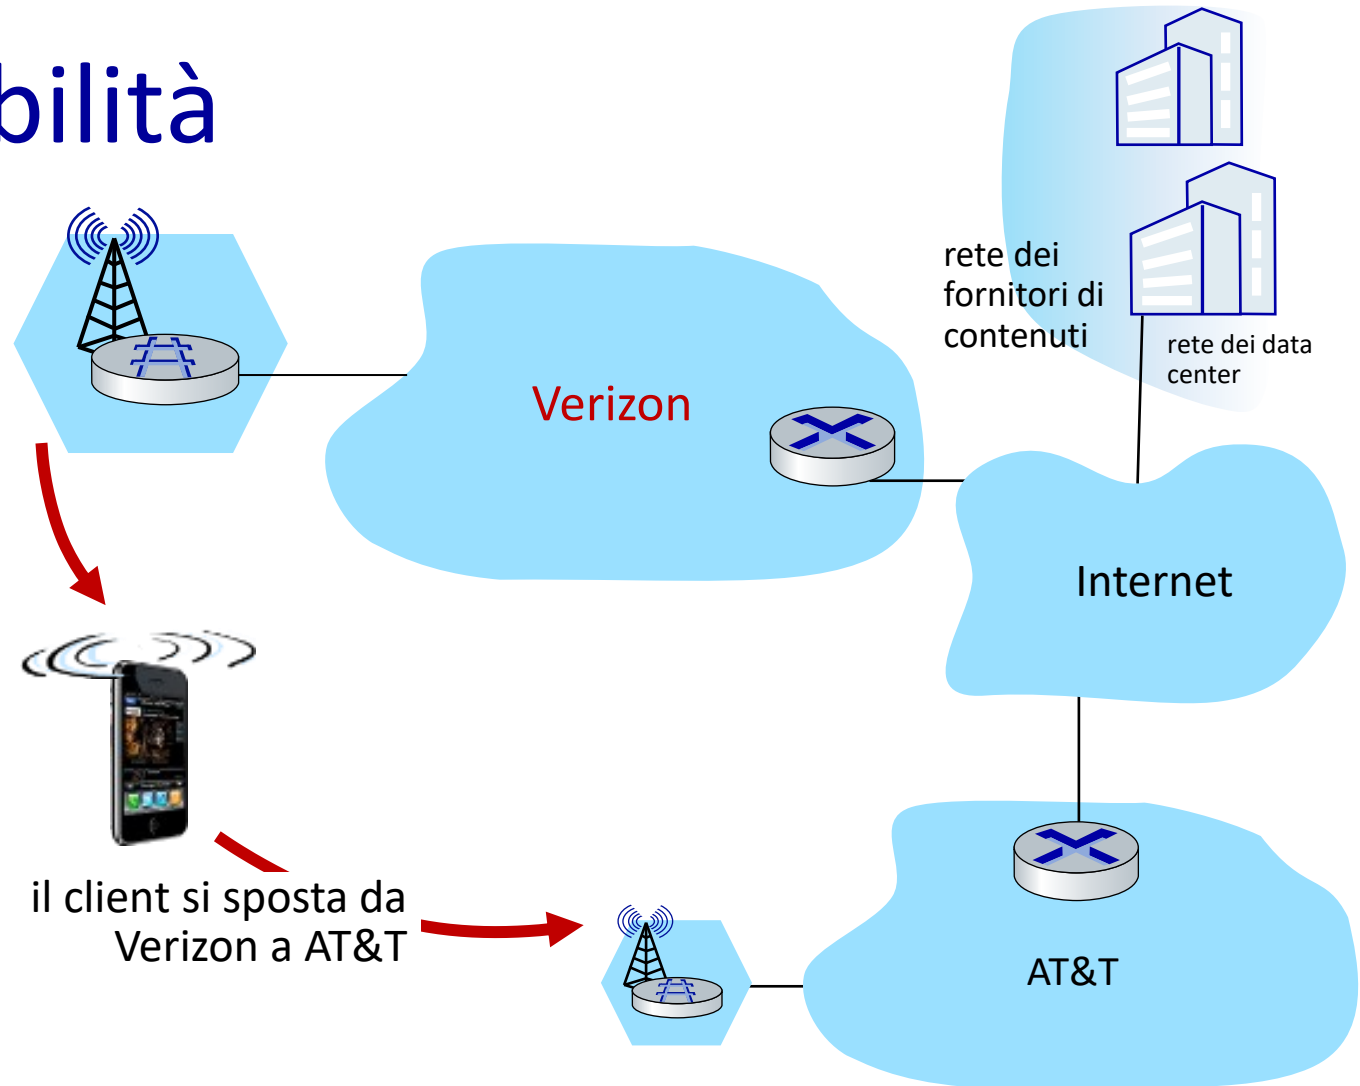 bilità
rete dei
fornitori di
contenuti
rete dei data
center
Verizon
Internet
il client si sposta da
Verizon a AT&T
AT&T